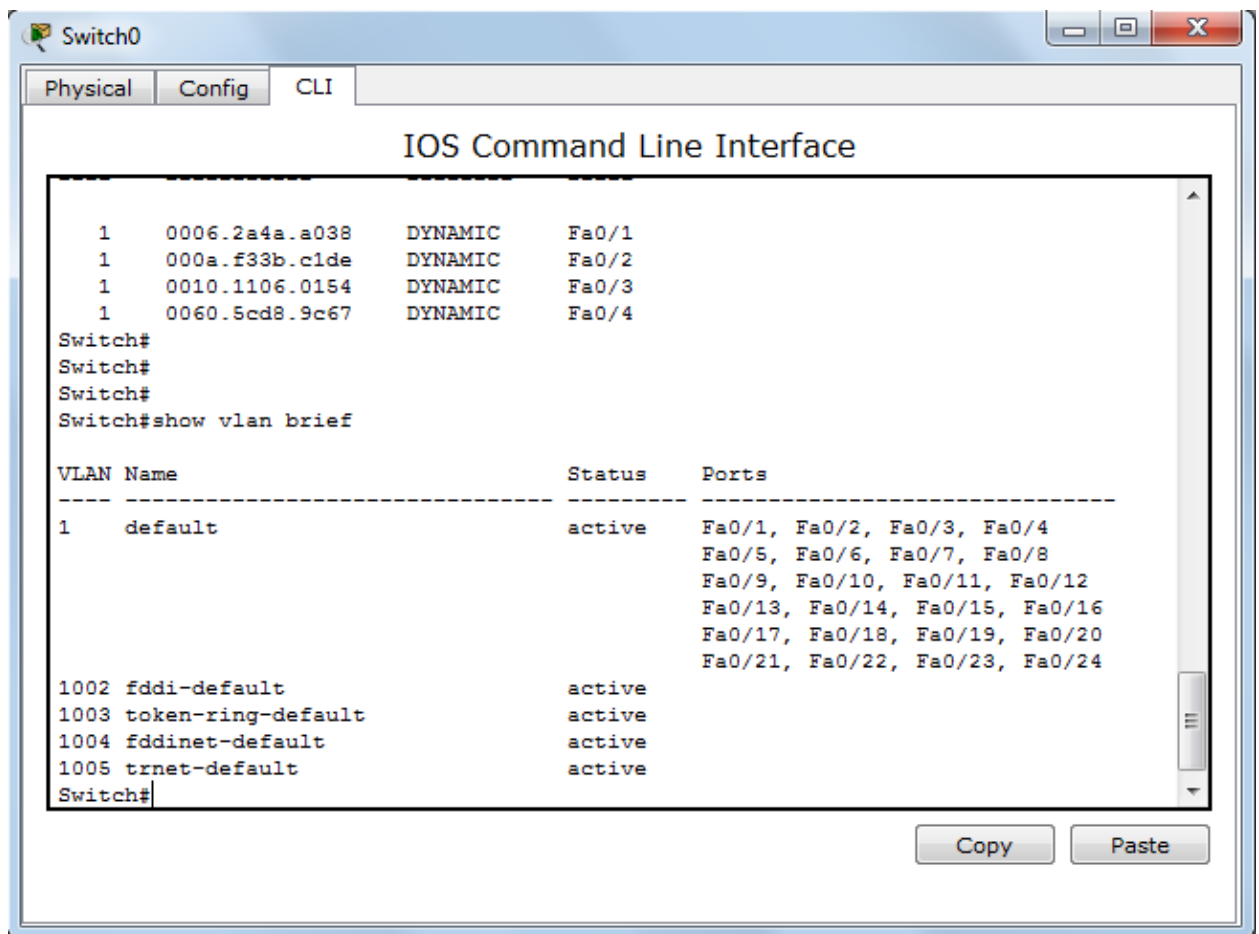 Switch0
Physical Config CLI
IOS Command Line Interface
---- ----------- -------- -----
1 0006.2a4a.a038 DYNAMIC Fa0/1
1 000a.f33b.c1de DYNAMIC Fa0/2
1 0010.1106.0154 DYNAMIC Fa0/3
1 0060.5cd8.9c67 DYNAMIC Fa0/4
Switch#
Switch#
Switch#
Switch#show vlan brief
VLAN Name Status Ports
---- -------------------------------- --------- -------------------------------
1 default active Fa0/1, Fa0/2, Fa0/3, Fa0/4
Fa0/5, Fa0/6, Fa0/7, Fa0/8
Fa0/9, Fa0/10, Fa0/11, Fa0/12
Fa0/13, Fa0/14, Fa0/15, Fa0/16
Fa0/17, Fa0/18, Fa0/19, Fa0/20
Fa0/21, Fa0/22, Fa0/23, Fa0/24
1002 fddi-default active
1003 token-ring-default active
1004 fddinet-default active
1005 trnet-default active
Switch#
Copy Paste